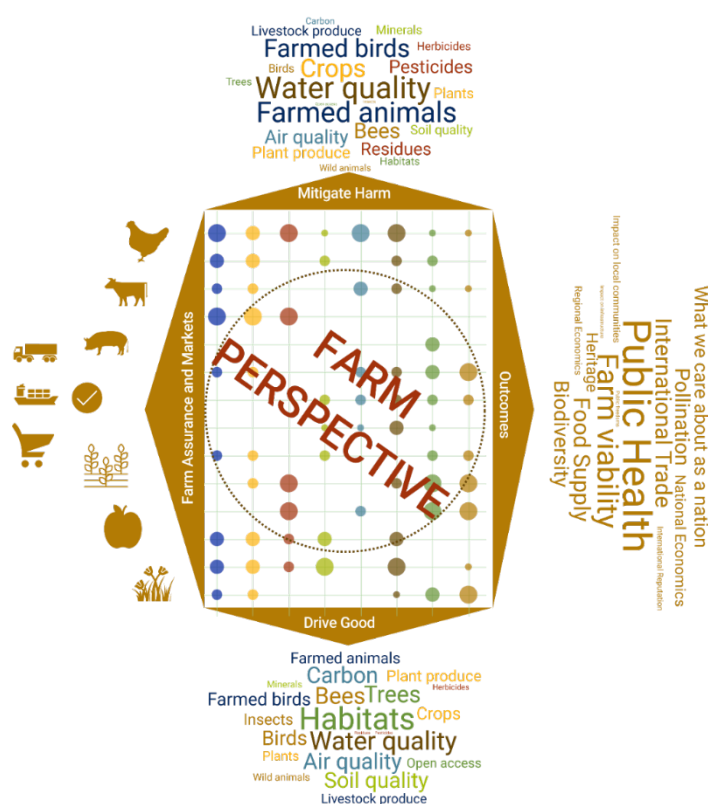 Carbon
Livestock produce Minerals
Farmed birds Herbicides
Birds Crops Pesticides
Trees Water quality Plants
Farmed animals
Air quality Bees Soil quality
Plant produce Residues
Habitats
Wild animals
Mitigate Harm
Farm Assurance and Markets
FARM
PERSPECTIVE
Outcomes
What we care about as a nation
Pollination National Economics
International Trade International Reputation
Public Health
Farm viability
Impact on local communities
Heritage Food Supply
Regional Economics
Biodiversity
Drive Good
Farmed animals
Carbon Plant produce
Minerals Herbicides
Farmed birds Bees Trees
Insects Habitats Crops
Birds Water quality
Plants Air quality Open access
Wild animals Soil quality
Livestock produce